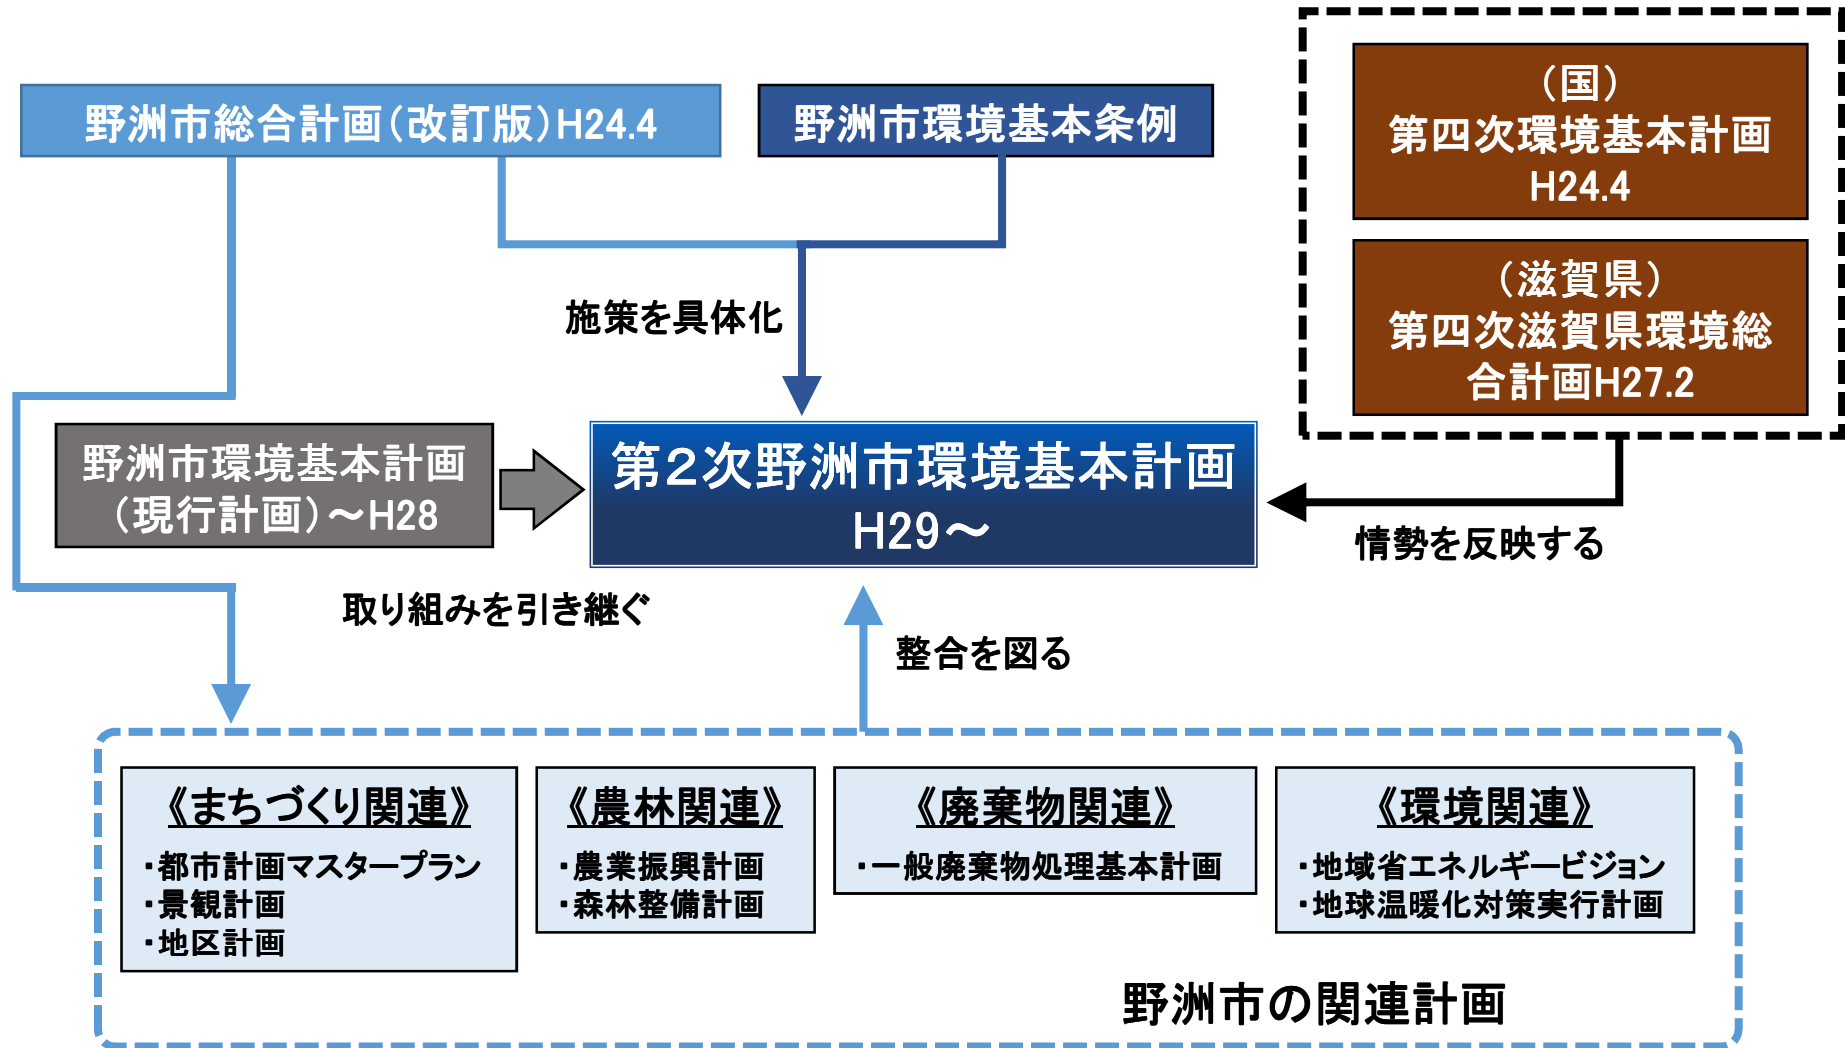 野洲市総合計画(改訂版)H24.4
野洲市環境基本条例
(国)
第四次環境基本計画
H24.4
(滋賀県)
第四次滋賀県環境総
合計画H27.2
施策を具体化
野洲市環境基本計画
(現行計画)～H28
第２次野洲市環境基本計画
H29～
情勢を反映する
取り組みを引き継ぐ
整合を図る
《まちづくり関連》
・都市計画マスタープラン
・景観計画
・地区計画
《農林関連》
・農業振興計画
・森林整備計画
《廃棄物関連》
・一般廃棄物処理基本計画
《環境関連》
・地域省エネルギービジョン
・地球温暖化対策実行計画
野洲市の関連計画